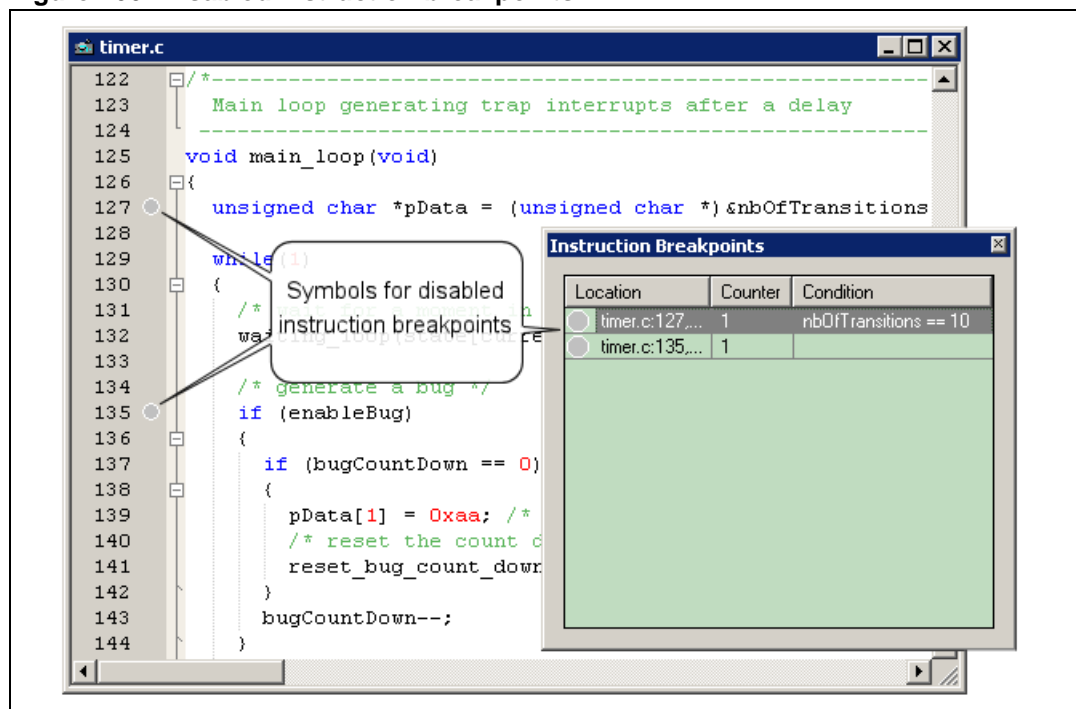 timer.c
122 /*----------------------------------------------------------
123 Main loop generating trap interrupts after a delay
124 ----------------------------------------------------------
125 void main_loop(void)
126 {
127 unsigned char *pData = (unsigned char *)&nbOfTransitions
128
129 while(1)
130 {
131 /*
132
133
134 /* generate a bug */
135 if (enableBug)
136 {
137 if (bugCountDown == 0)
138 {
139 pData[1] = 0xaa; /*
140 /* reset the count d
141 reset_bug_count_down
142 }
143 bugCountDown--;
144 }
Symbols for disabled
instruction breakpoints
Instruction Breakpoints
Location Counter Condition
timer.c:127,... 1 nbOfTransitions == 10
timer.c:135,... 1